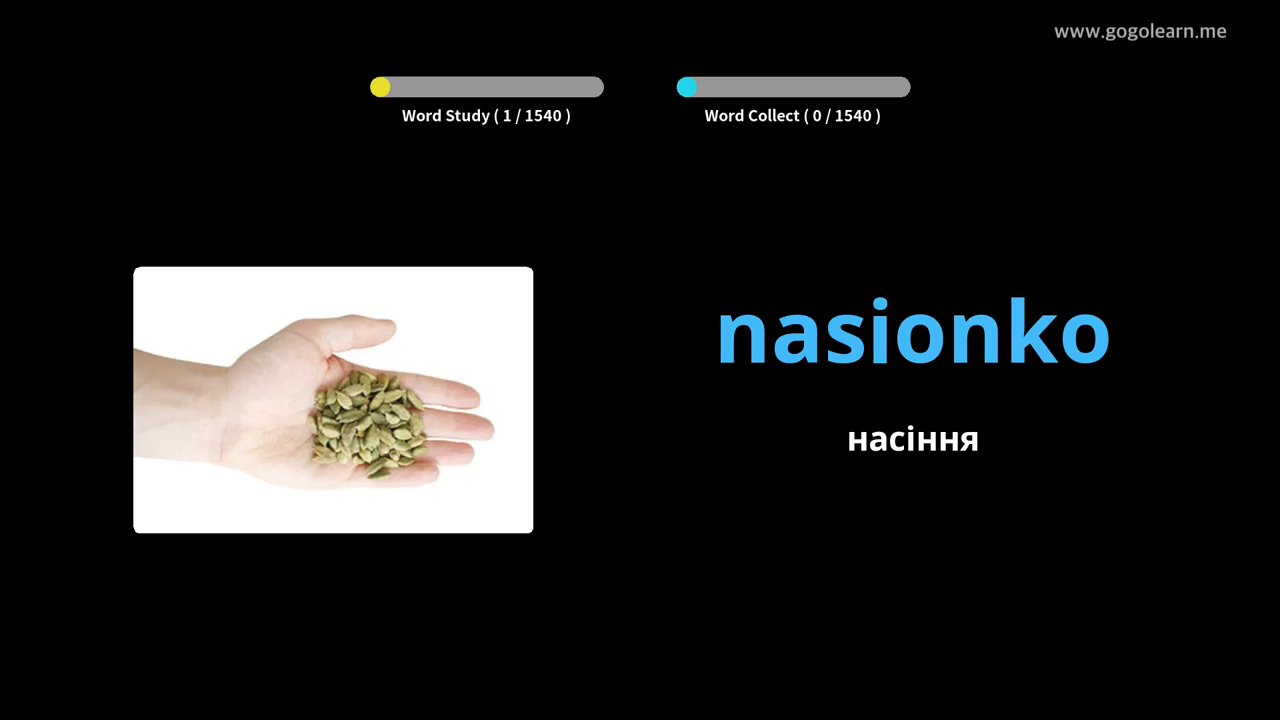 www.gogolearn.me
Word Study ( 1 / 1540 )
Word Collect ( 0 / 1540 )
nasionko
насіння